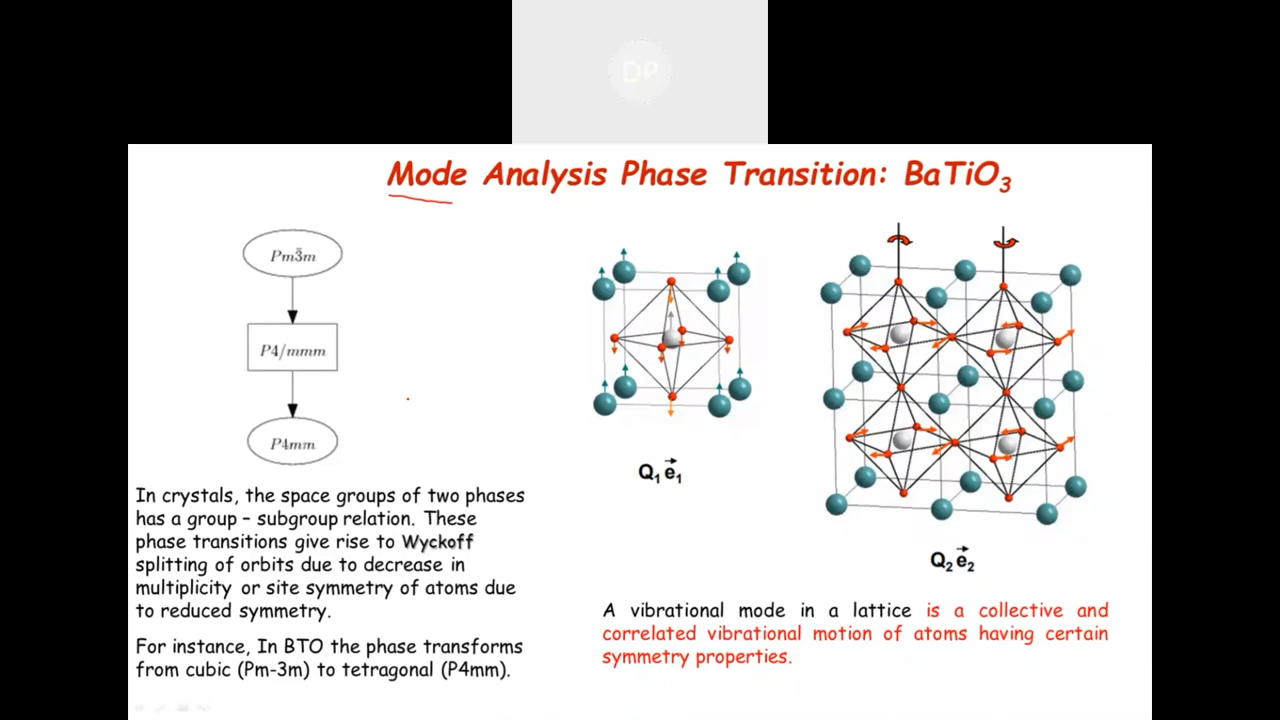 DP
Mode Analysis Phase Transition: BaTiO₃
Pm3̄m
P4/mmm
P4mm
In crystals, the space groups of two phases
has a group – subgroup relation. These
phase transitions give rise to Wyckoff
splitting of orbits due to decrease in
multiplicity or site symmetry of atoms due
to reduced symmetry.
For instance, In BTO the phase transforms
from cubic (Pm-3m) to tetragonal (P4mm).
Q₁e⃗₁
Q₂e⃗₂
A vibrational mode in a lattice is a collective and
correlated vibrational motion of atoms having certain
symmetry properties.